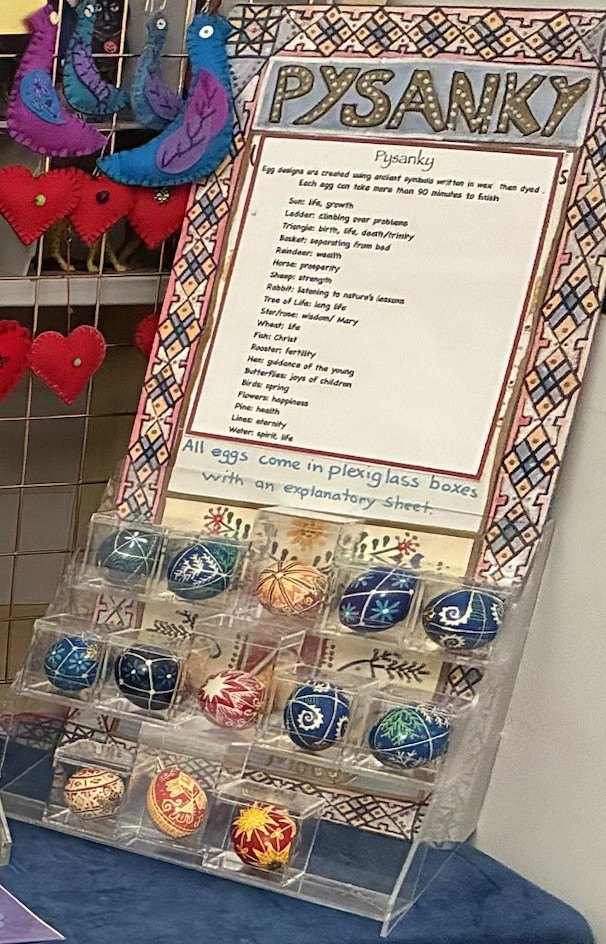 PYSANKY
Pysanky
Egg designs are created using ancient symbols written in wax then dyed.
Each egg can take more than 90 minutes to finish
Sun: life, growth
Ladder: climbing over problems
Triangle: birth, life, death/trinity
Basket: separating from bad
Reindeer: wealth
Horse: prosperity
Sheep: strength
Rabbit: listening to nature's lessons
Tree of Life: long life
Star/rose: wisdom/ Mary
Wheat: life
Fish: Christ
Rooster: fertility
Hen: guidance of the young
Butterflies: joys of children
Birds: spring
Flowers: happiness
Pine: health
Lines: eternity
Water: spirit, life
All eggs come in plexiglass boxes
with an explanatory sheet.